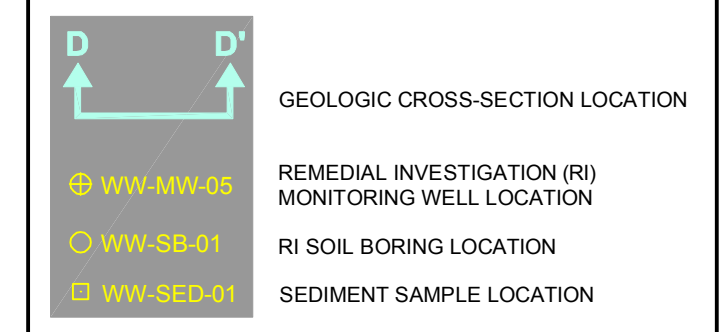 D D'
GEOLOGIC CROSS-SECTION LOCATION
WW-MW-05 REMEDIAL INVESTIGATION (RI)
MONITORING WELL LOCATION
WW-SB-01 RI SOIL BORING LOCATION
WW-SED-01 SEDIMENT SAMPLE LOCATION